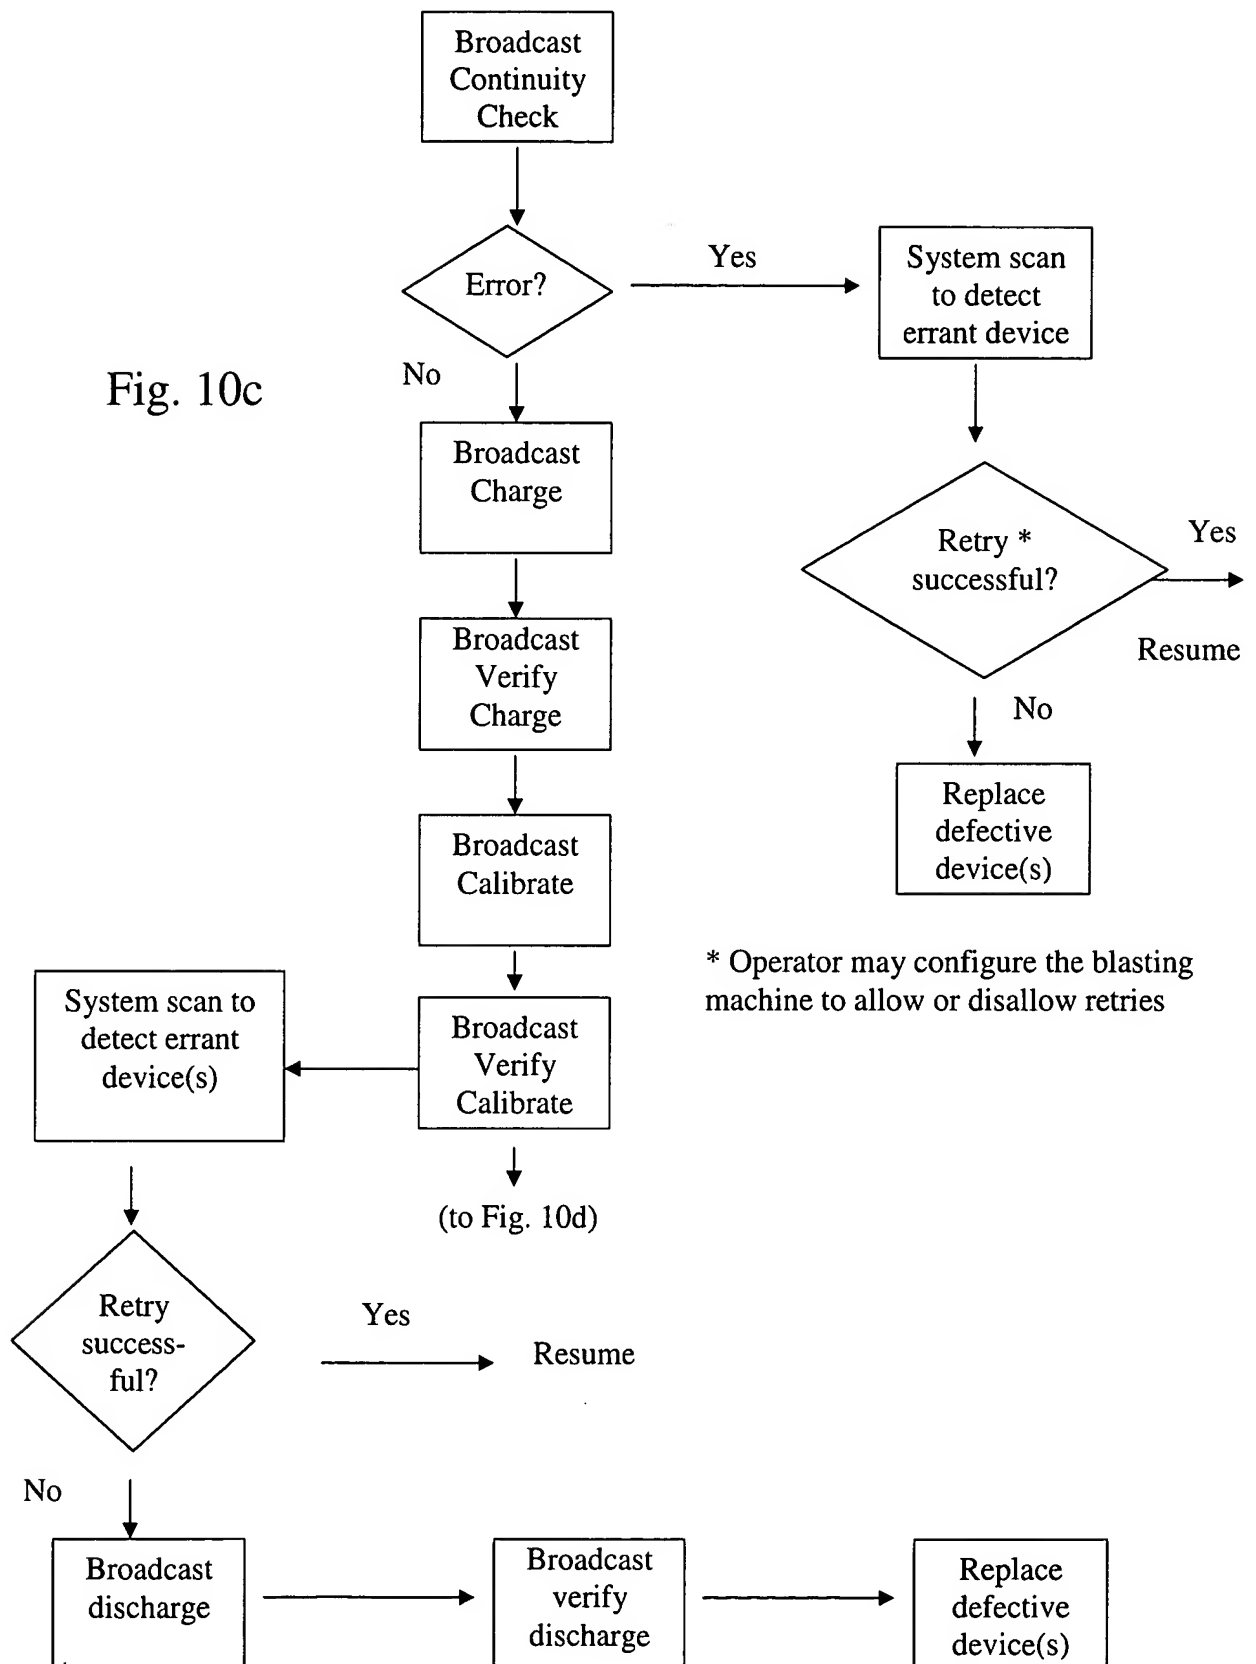 Broadcast
Continuity
Check
Error?
Yes
System scan
to detect
errant device
Fig. 10c
No
Broadcast
Charge
Retry *
successful?
Yes
Resume
Broadcast
Verify
Charge
No
Replace
defective
device(s)
Broadcast
Calibrate
* Operator may configure the blasting
machine to allow or disallow retries
System scan to
detect errant
device(s)
Broadcast
Verify
Calibrate
(to Fig. 10d)
Retry
success-
ful?
Yes
Resume
No
Broadcast
discharge
Broadcast
verify
discharge
Replace
defective
device(s)